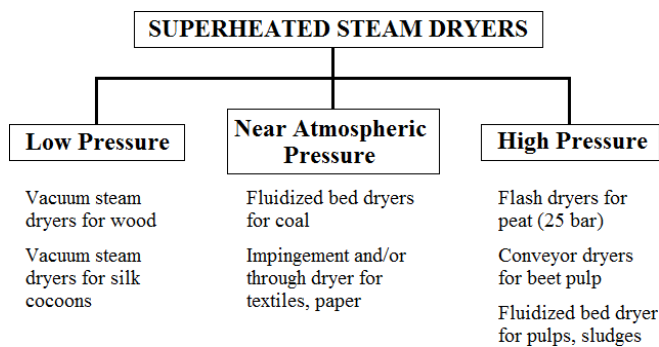 SUPERHEATED STEAM DRYERS
Low Pressure
Vacuum steam
dryers for wood
Vacuum steam
dryers for silk
cocoons
Near Atmospheric
Pressure
Fluidized bed dryers
for coal
Impingement and/or
through dryer for
textiles, paper
High Pressure
Flash dryers for
peat (25 bar)
Conveyor dryers
for beet pulp
Fluidized bed dryer
for pulps, sludges